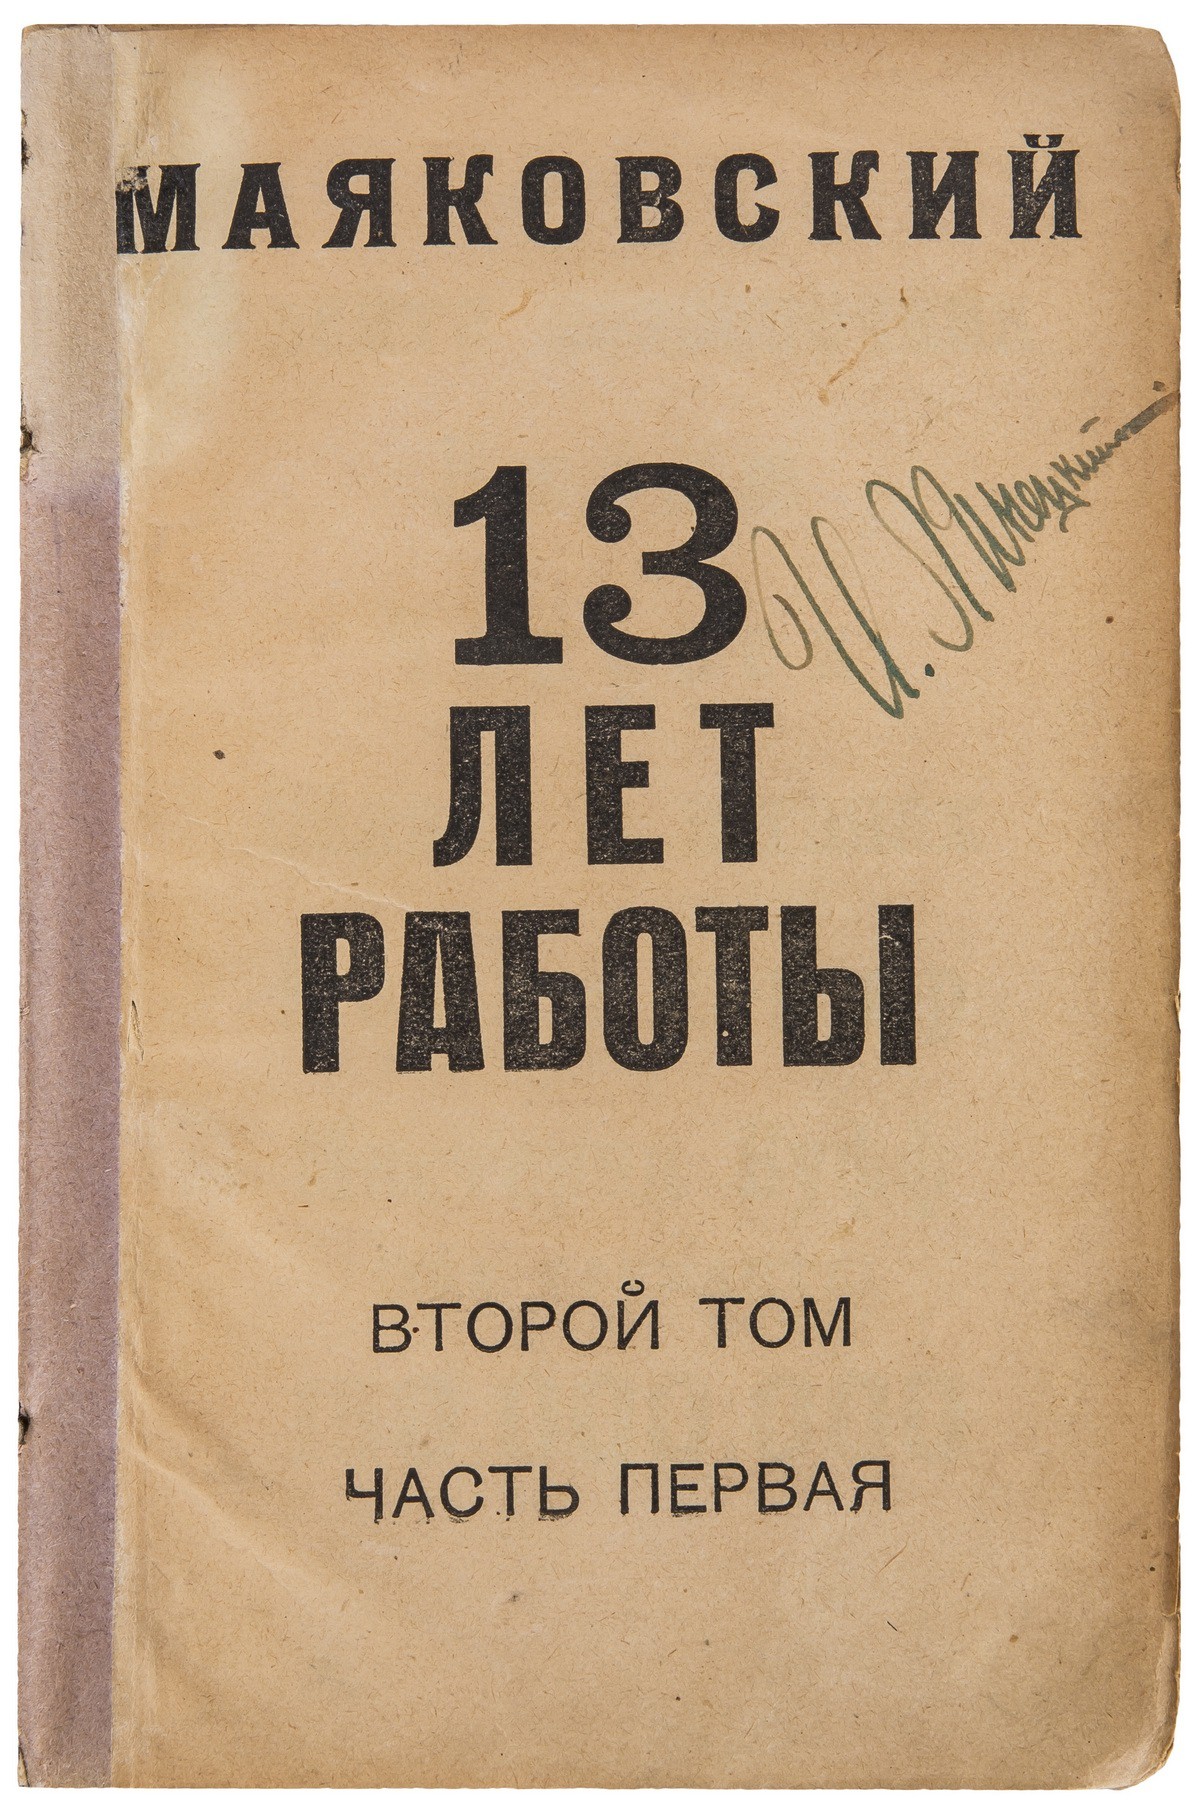 МАЯКОВСКИЙ
13
ЛЕТ
РАБОТЫ
ВТОРОЙ ТОМ
ЧАСТЬ ПЕРВАЯ